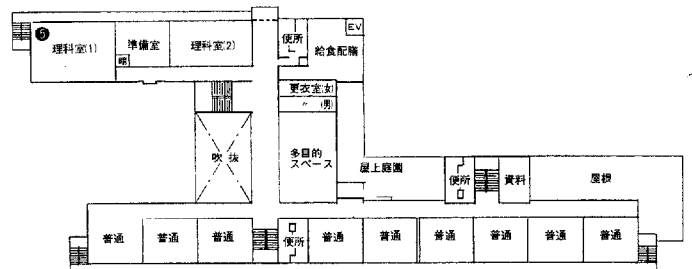 5
理科室(1)
準備室
理科室(2)
便所
EV
給食配膳
更衣室(女)
〃 (男)
吹抜
多目的
スペース
屋上庭園
便所
資料
屋根
普通
普通
普通
便所
普通
普通
普通
普通
普通
普通